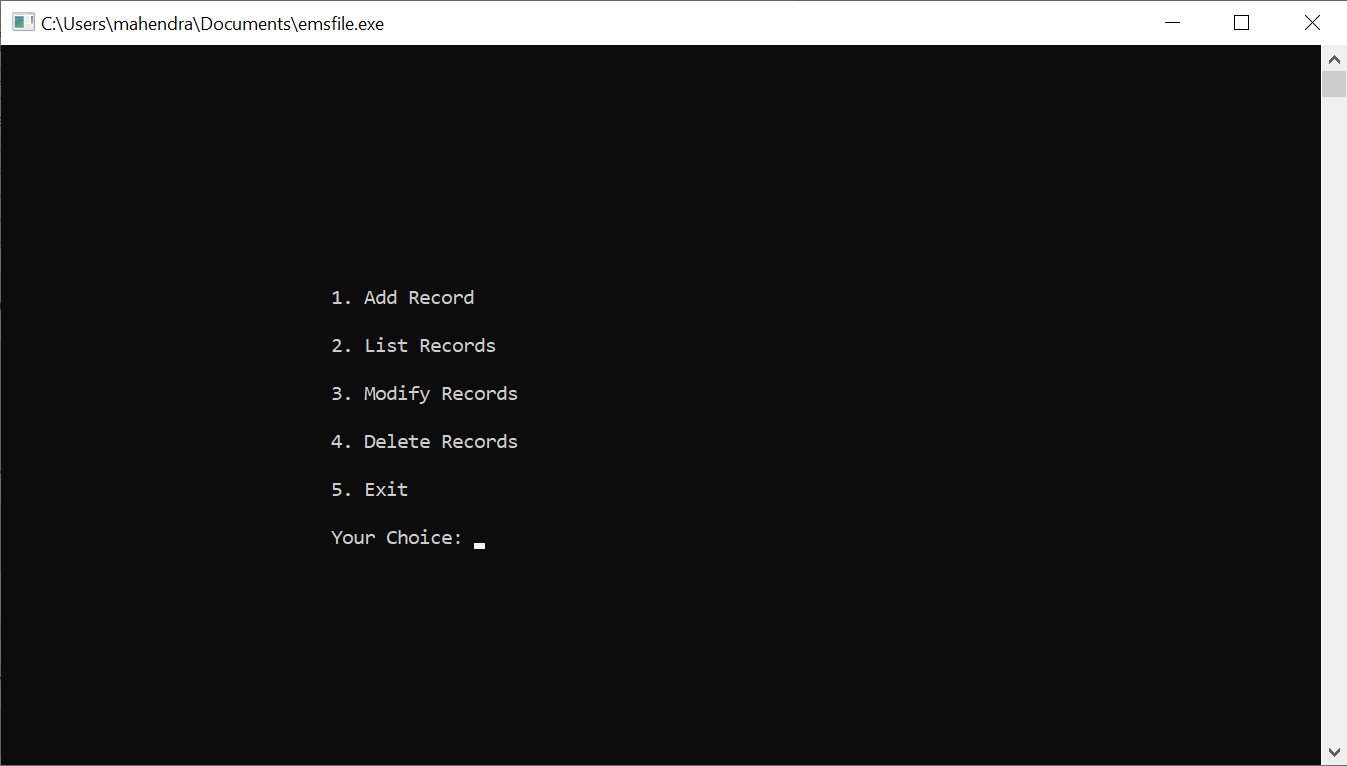 C:\Users\mahendra\Documents\emsfile.exe
1. Add Record
2. List Records
3. Modify Records
4. Delete Records
5. Exit
Your Choice: